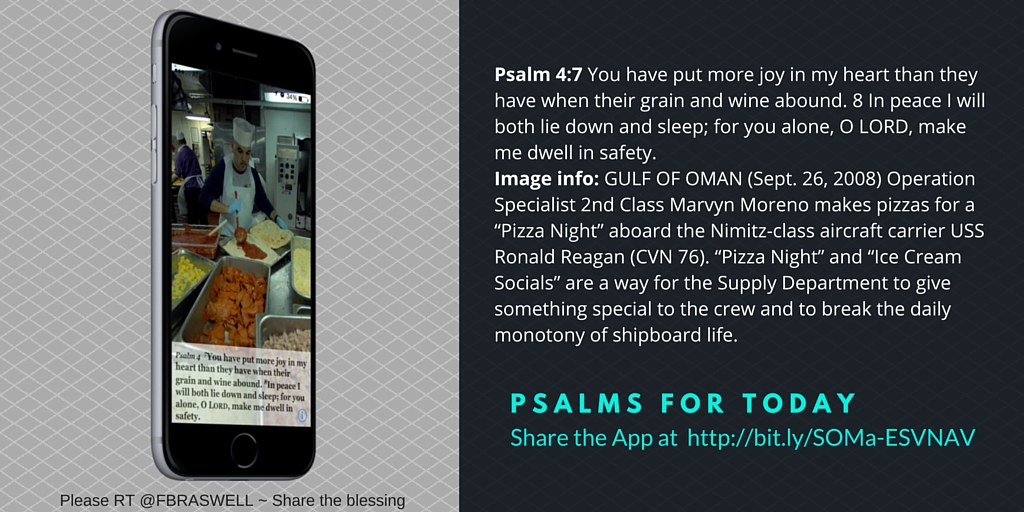 34%
Psalm 4 7You have put more joy in my
heart than they have when their
grain and wine abound. 8In peace I
will both lie down and sleep; for you
alone, O LORD, make me dwell in
safety.
Please RT @FBRASWELL ~ Share the blessing
Psalm 4:7 You have put more joy in my heart than they
have when their grain and wine abound. 8 In peace I will
both lie down and sleep; for you alone, O LORD, make
me dwell in safety.
Image info: GULF OF OMAN (Sept. 26, 2008) Operation
Specialist 2nd Class Marvyn Moreno makes pizzas for a
“Pizza Night” aboard the Nimitz-class aircraft carrier USS
Ronald Reagan (CVN 76). “Pizza Night” and “Ice Cream
Socials” are a way for the Supply Department to give
something special to the crew and to break the daily
monotony of shipboard life.
PSALMS FOR TODAY
Share the App at http://bit.ly/SOMa-ESVNAV